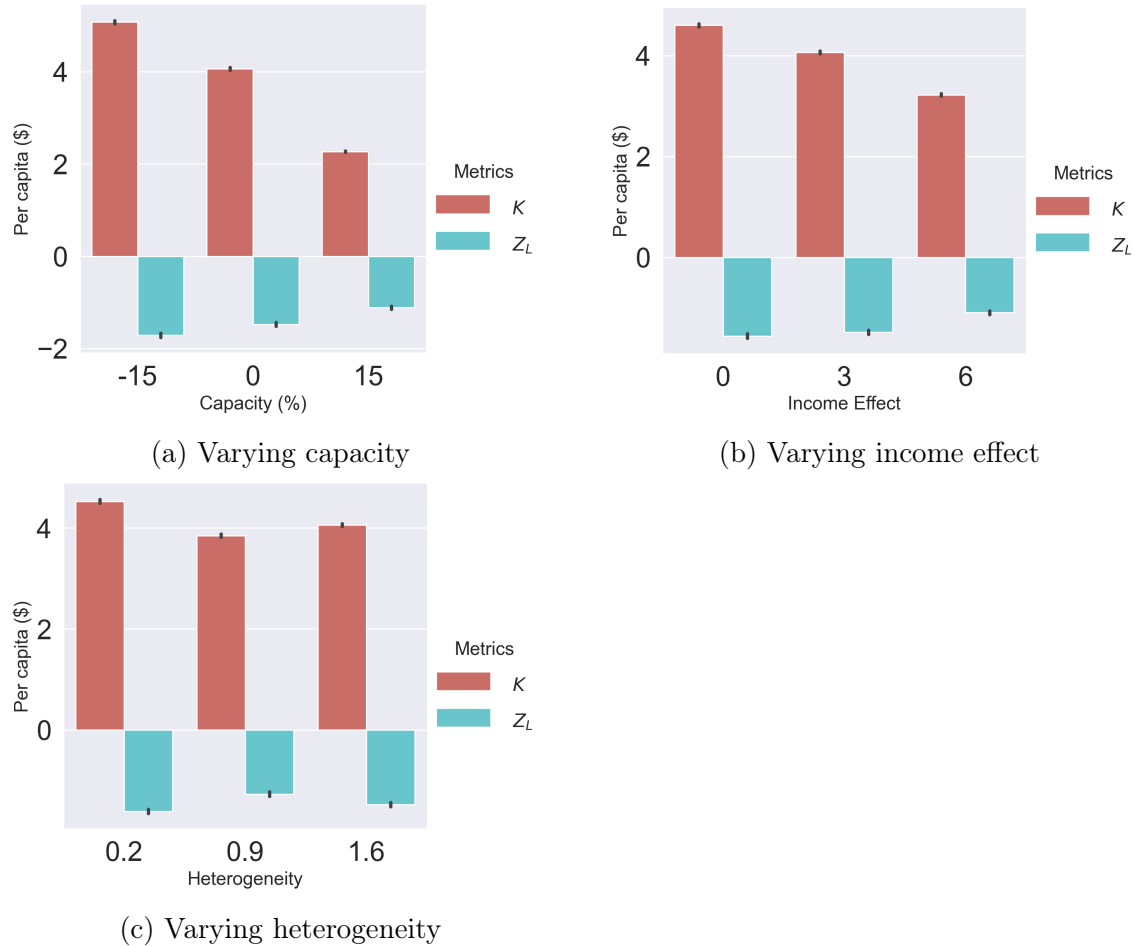 4
2
0
−2
Per capita ($)
-15 0 15
Capacity (%)
Metrics
K
Z_L
(a) Varying capacity
4
2
0
Per capita ($)
0 3 6
Income Effect
Metrics
K
Z_L
(b) Varying income effect
4
2
0
Per capita ($)
0.2 0.9 1.6
Heterogeneity
Metrics
K
Z_L
(c) Varying heterogeneity